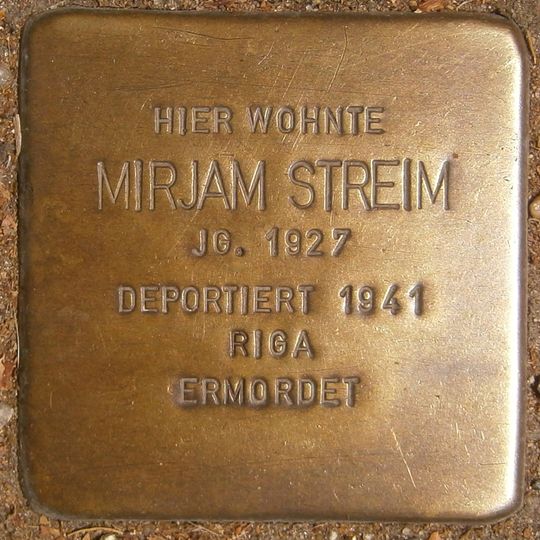 HIER WOHNTE
MIRJAM STREIM
JG. 1927
DEPORTIERT 1941
RIGA
ERMORDET